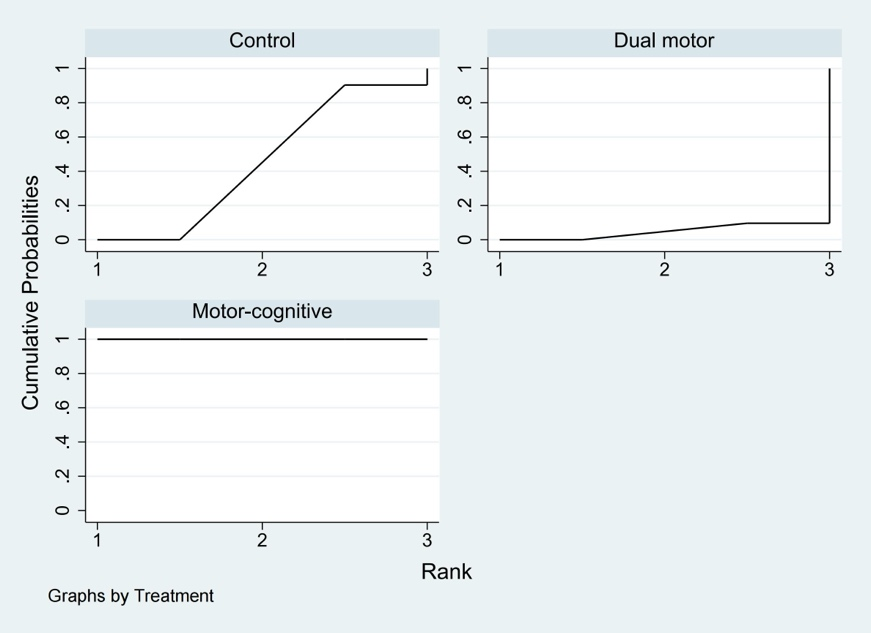 Control
Dual motor
Cumulative Probabilities
0 .2 .4 .6 .8 1
1 2 3
0 .2 .4 .6 .8 1
1 2 3
Motor-cognitive
0 .2 .4 .6 .8 1
1 2 3
Rank
Graphs by Treatment